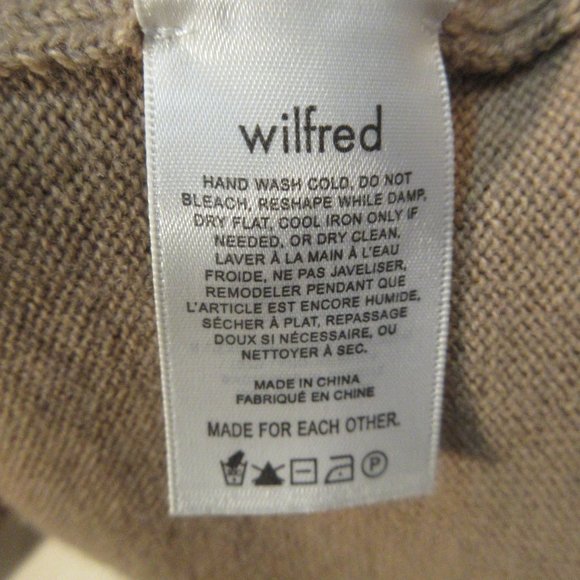 wilfred
HAND WASH COLD, DO NOT
BLEACH, RESHAPE WHILE DAMP,
DRY FLAT, COOL IRON ONLY IF
NEEDED, OR DRY CLEAN.
LAVER À LA MAIN À L'EAU
FROIDE, NE PAS JAVELISER,
REMODELER PENDANT QUE
L'ARTICLE EST ENCORE HUMIDE,
SÉCHER À PLAT, REPASSAGE
DOUX SI NÉCESSAIRE, OU
NETTOYER À SEC.
MADE IN CHINA
FABRIQUÉ EN CHINE
MADE FOR EACH OTHER.
P